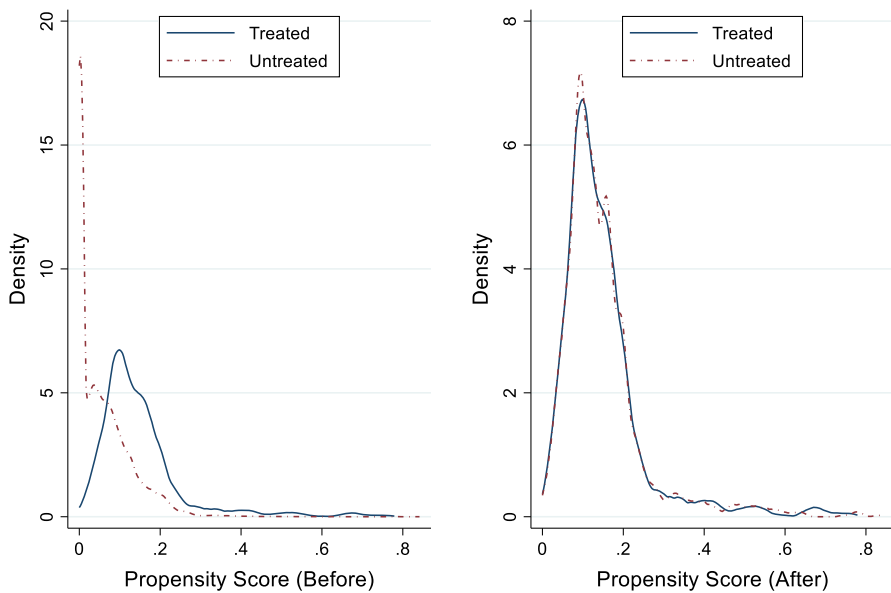 Treated
Untreated
20
15
10
5
0
Density
0
.2
.4
.6
.8
Propensity Score (Before)
Treated
Untreated
8
6
4
2
0
Density
0
.2
.4
.6
.8
Propensity Score (After)